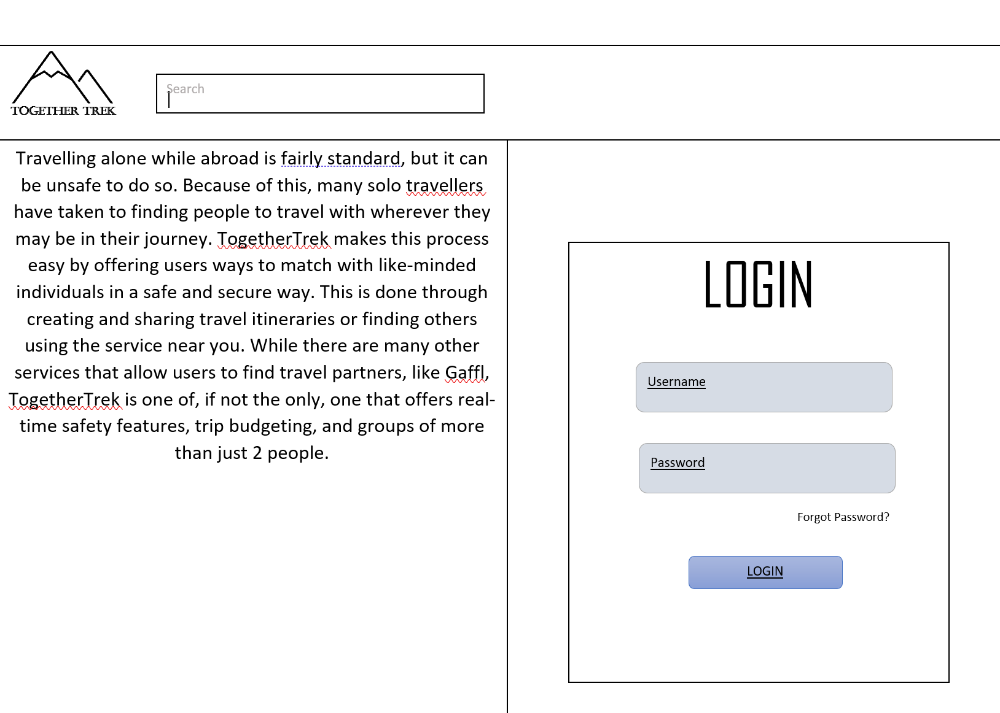 TOGETHER TREK
Search
Travelling alone while abroad is fairly standard, but it can
be unsafe to do so. Because of this, many solo travellers
have taken to finding people to travel with wherever they
may be in their journey. TogetherTrek makes this process
easy by offering users ways to match with like-minded
individuals in a safe and secure way. This is done through
creating and sharing travel itineraries or finding others
using the service near you. While there are many other
services that allow users to find travel partners, like Gaffl,
TogetherTrek is one of, if not the only, one that offers real-
time safety features, trip budgeting, and groups of more
than just 2 people.
LOGIN
Username
Password
Forgot Password?
LOGIN